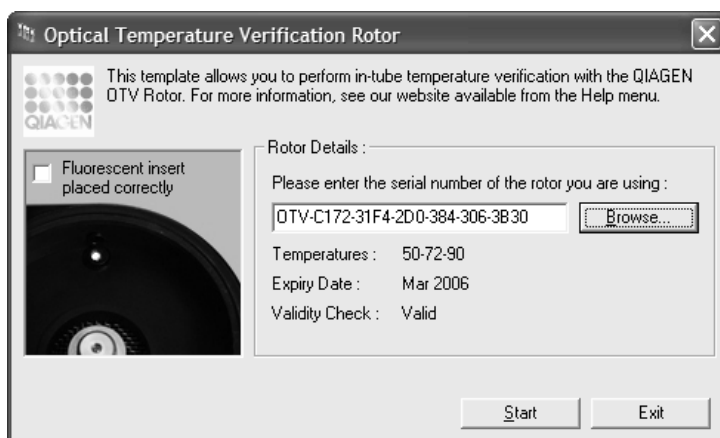 Optical Temperature Verification Rotor
This template allows you to perform in-tube temperature verification with the QIAGEN
OTV Rotor. For more information, see our website available from the Help menu.
QIAGEN
Fluorescent insert
placed correctly
Rotor Details :
Please enter the serial number of the rotor you are using :
OTV-C172-31F4-2D0-384-306-3B30
Browse...
Temperatures : 50-72-90
Expiry Date : Mar 2006
Validity Check : Valid
Start Exit